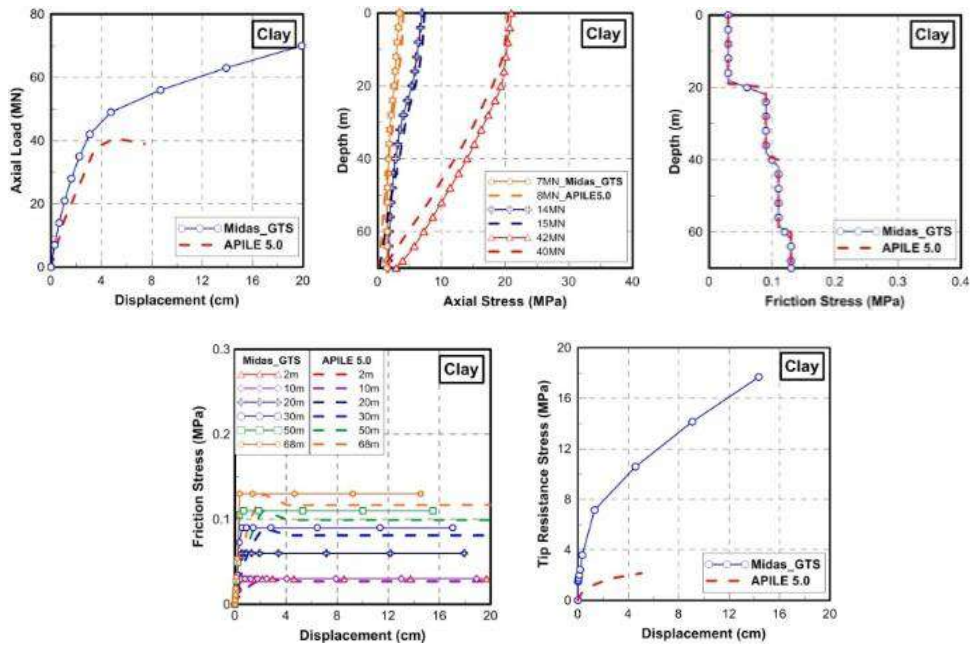 80
60
40
20
0
Axial Load (MN)
Clay
Midas_GTS
APILE 5.0
0 4 8 12 16 20
Displacement (cm)
0
20
40
60
Depth (m)
Clay
7MN_Midas_GTS
8MN_APILE5.0
14MN
15MN
42MN
40MN
0 10 20 30 40
Axial Stress (MPa)
0
20
40
60
Depth (m)
Clay
Midas_GTS
APILE 5.0
0 0.1 0.2 0.3 0.4
Friction Stress (MPa)
0.3
0.2
0.1
0.0
Friction Stress (MPa)
Midas_GTS APILE 5.0
2m 2m
10m 10m
20m 20m
30m 30m
50m 50m
68m 68m
Clay
0 4 8 12 16 20
Displacement (cm)
20
16
12
8
4
0
Tip Resistance Stress (MPa)
Clay
Midas_GTS
APILE 5.0
0 4 8 12 16 20
Displacement (cm)